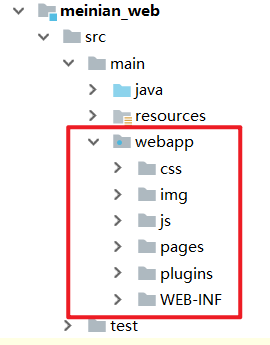 meinian_web
src
main
java
resources
webapp
css
img
js
pages
plugins
WEB-INF
test